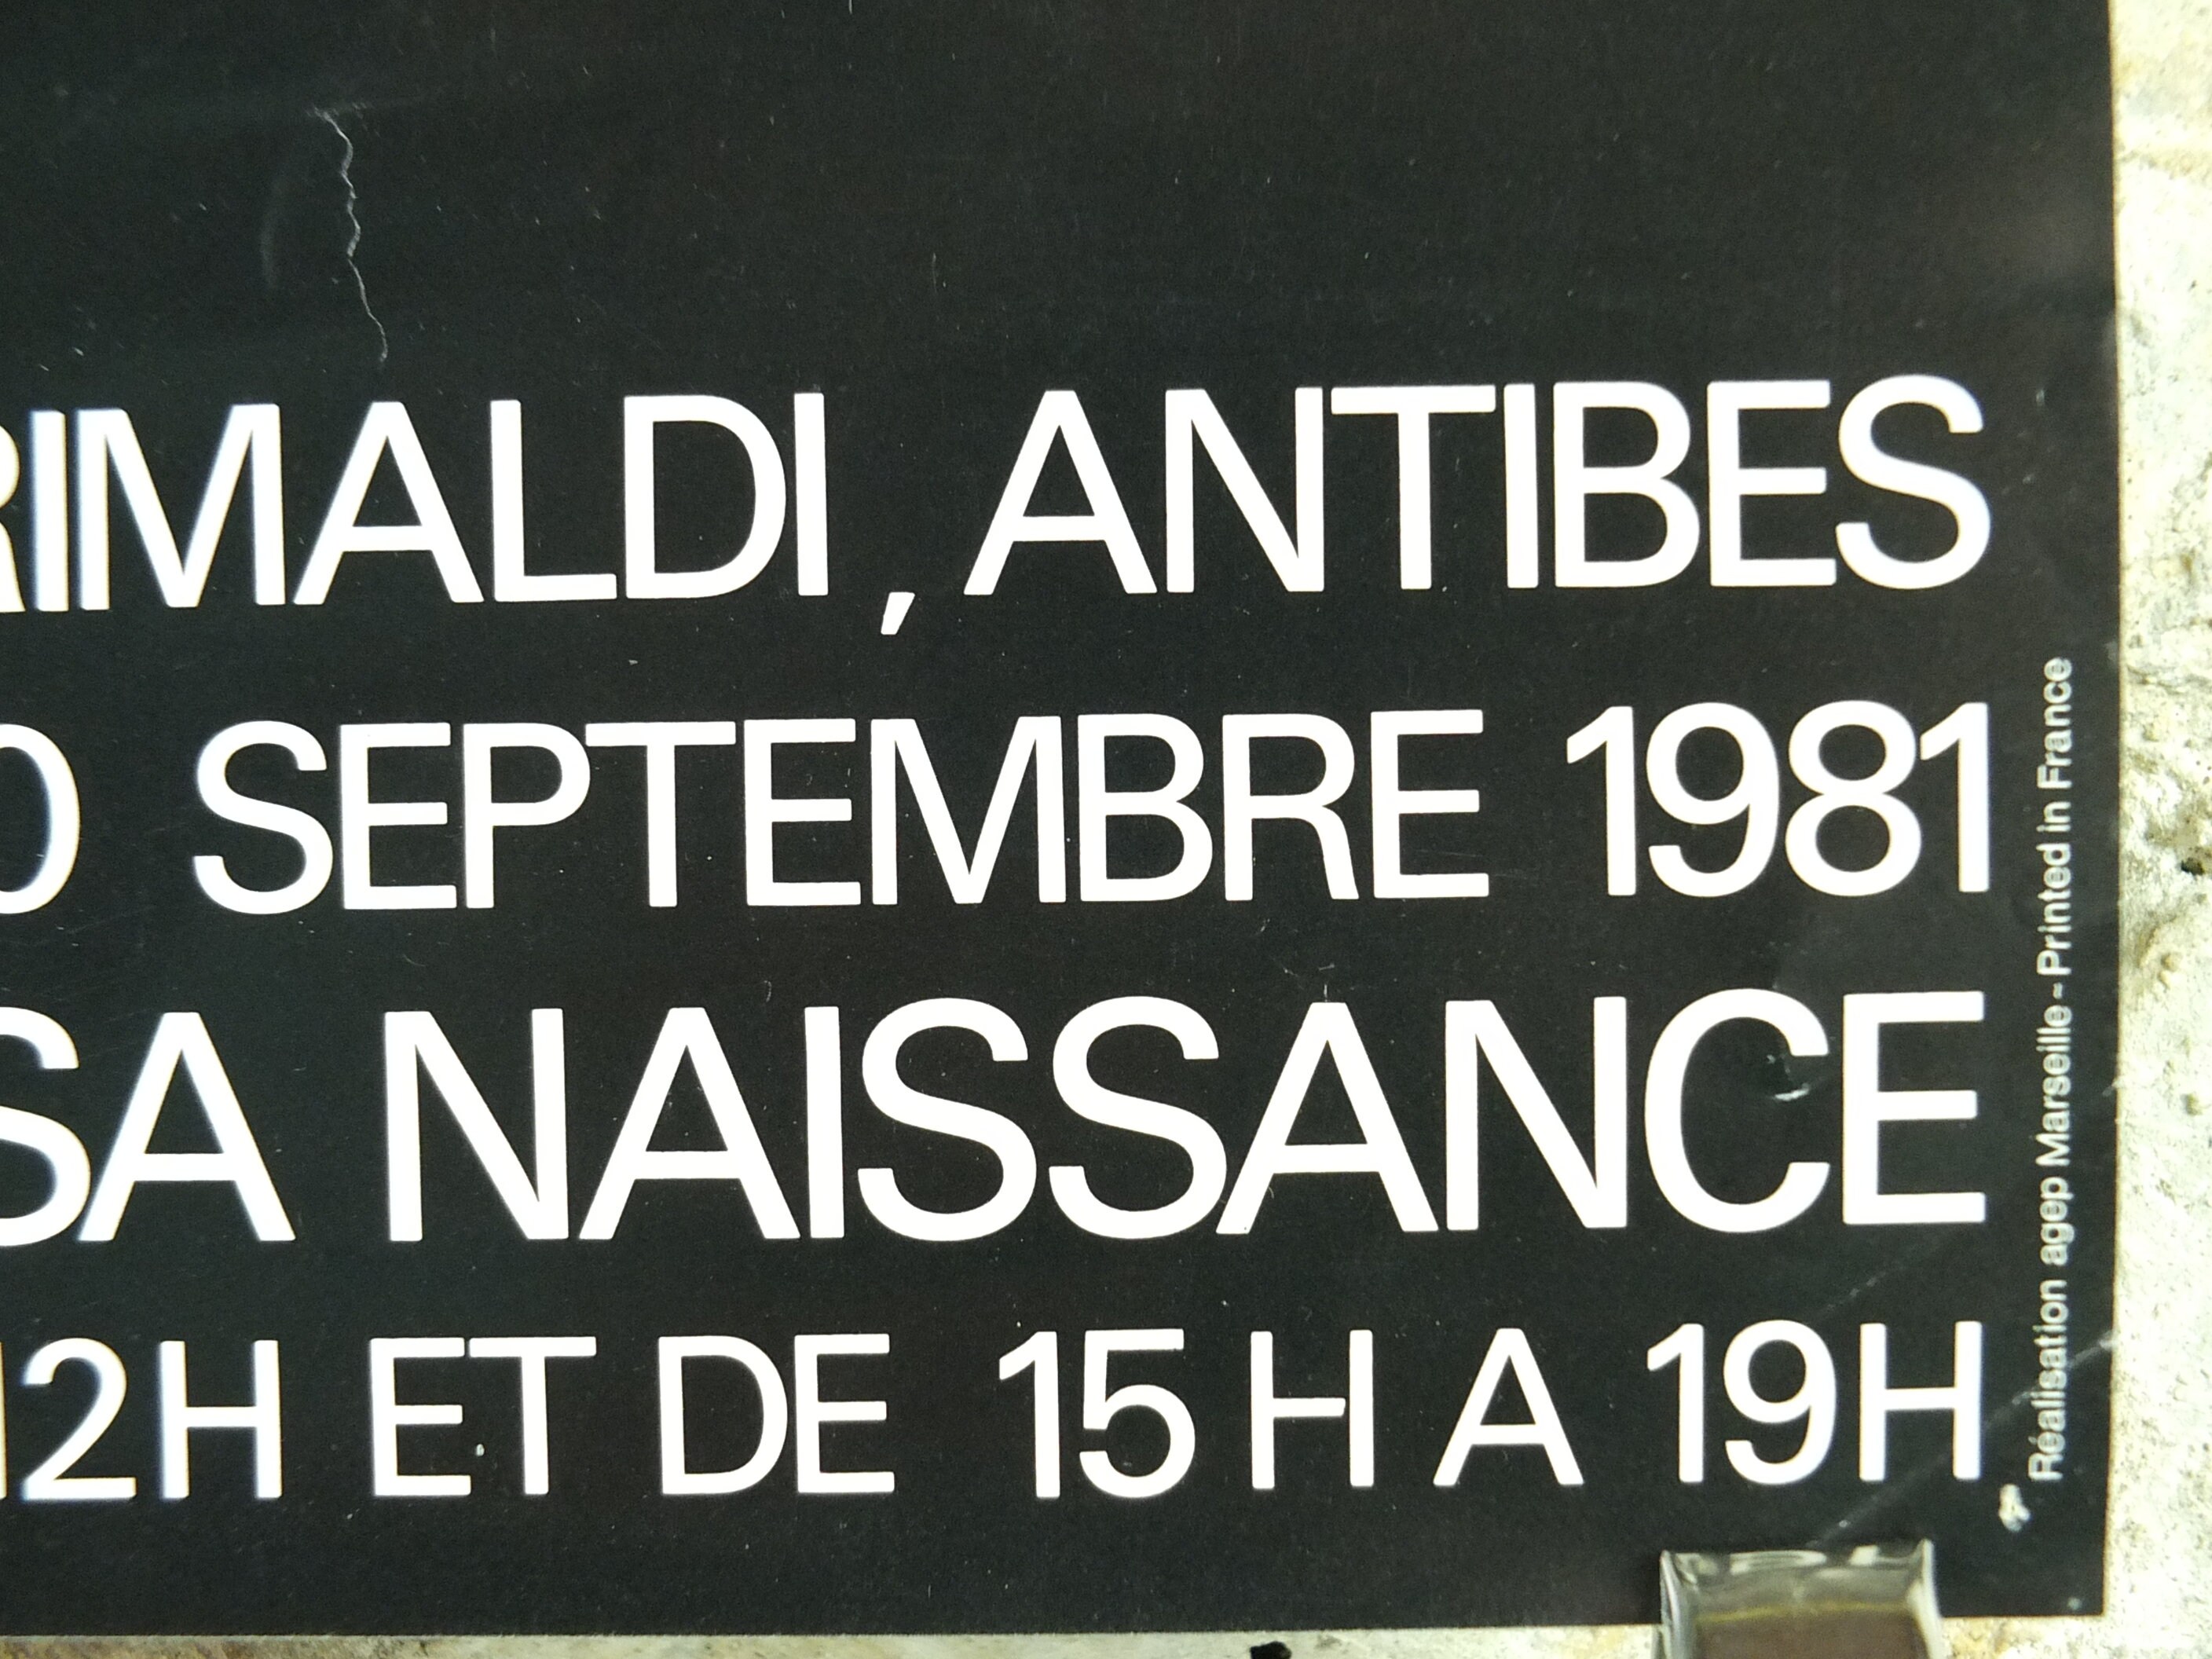 RIMALDI, ANTIBES
0 SEPTEMBRE 1981
SA NAISSANCE
12H ET DE 15 H A 19H
Réalisation agep Marseille - Printed in France